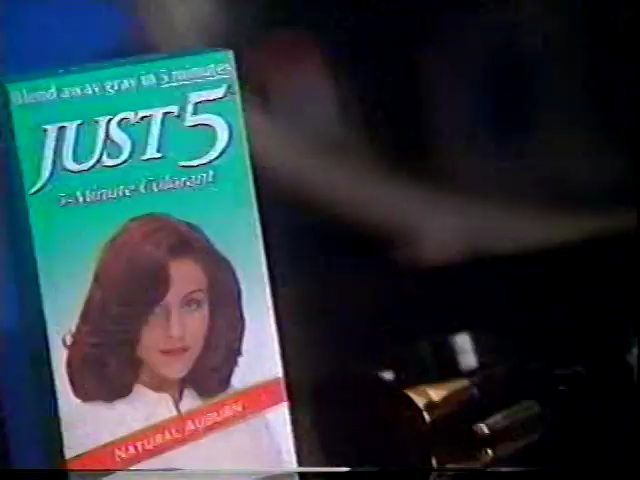 Blend away gray in 5 minutes
JUST 5
5-Minute Colorant
NATURAL AUBURN